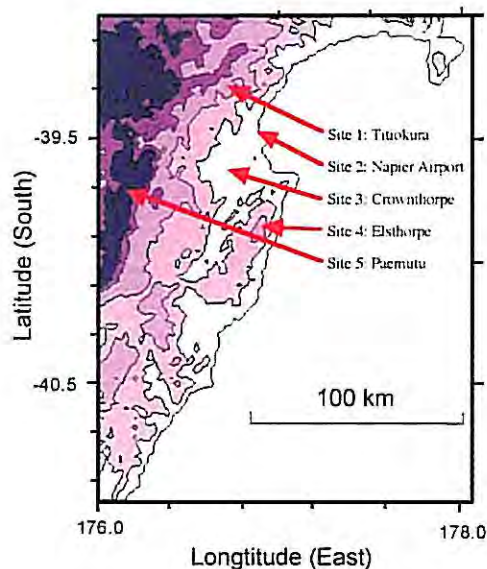 Site 1: Titiokura
-39.5
Site 2: Napier Airport
Site 3: Crownthorpe
Site 4: Elsthorpe
Site 5: Paemutu
Latitude (South)
-40.5
100 km
176.0
178.0
Longtitude (East)